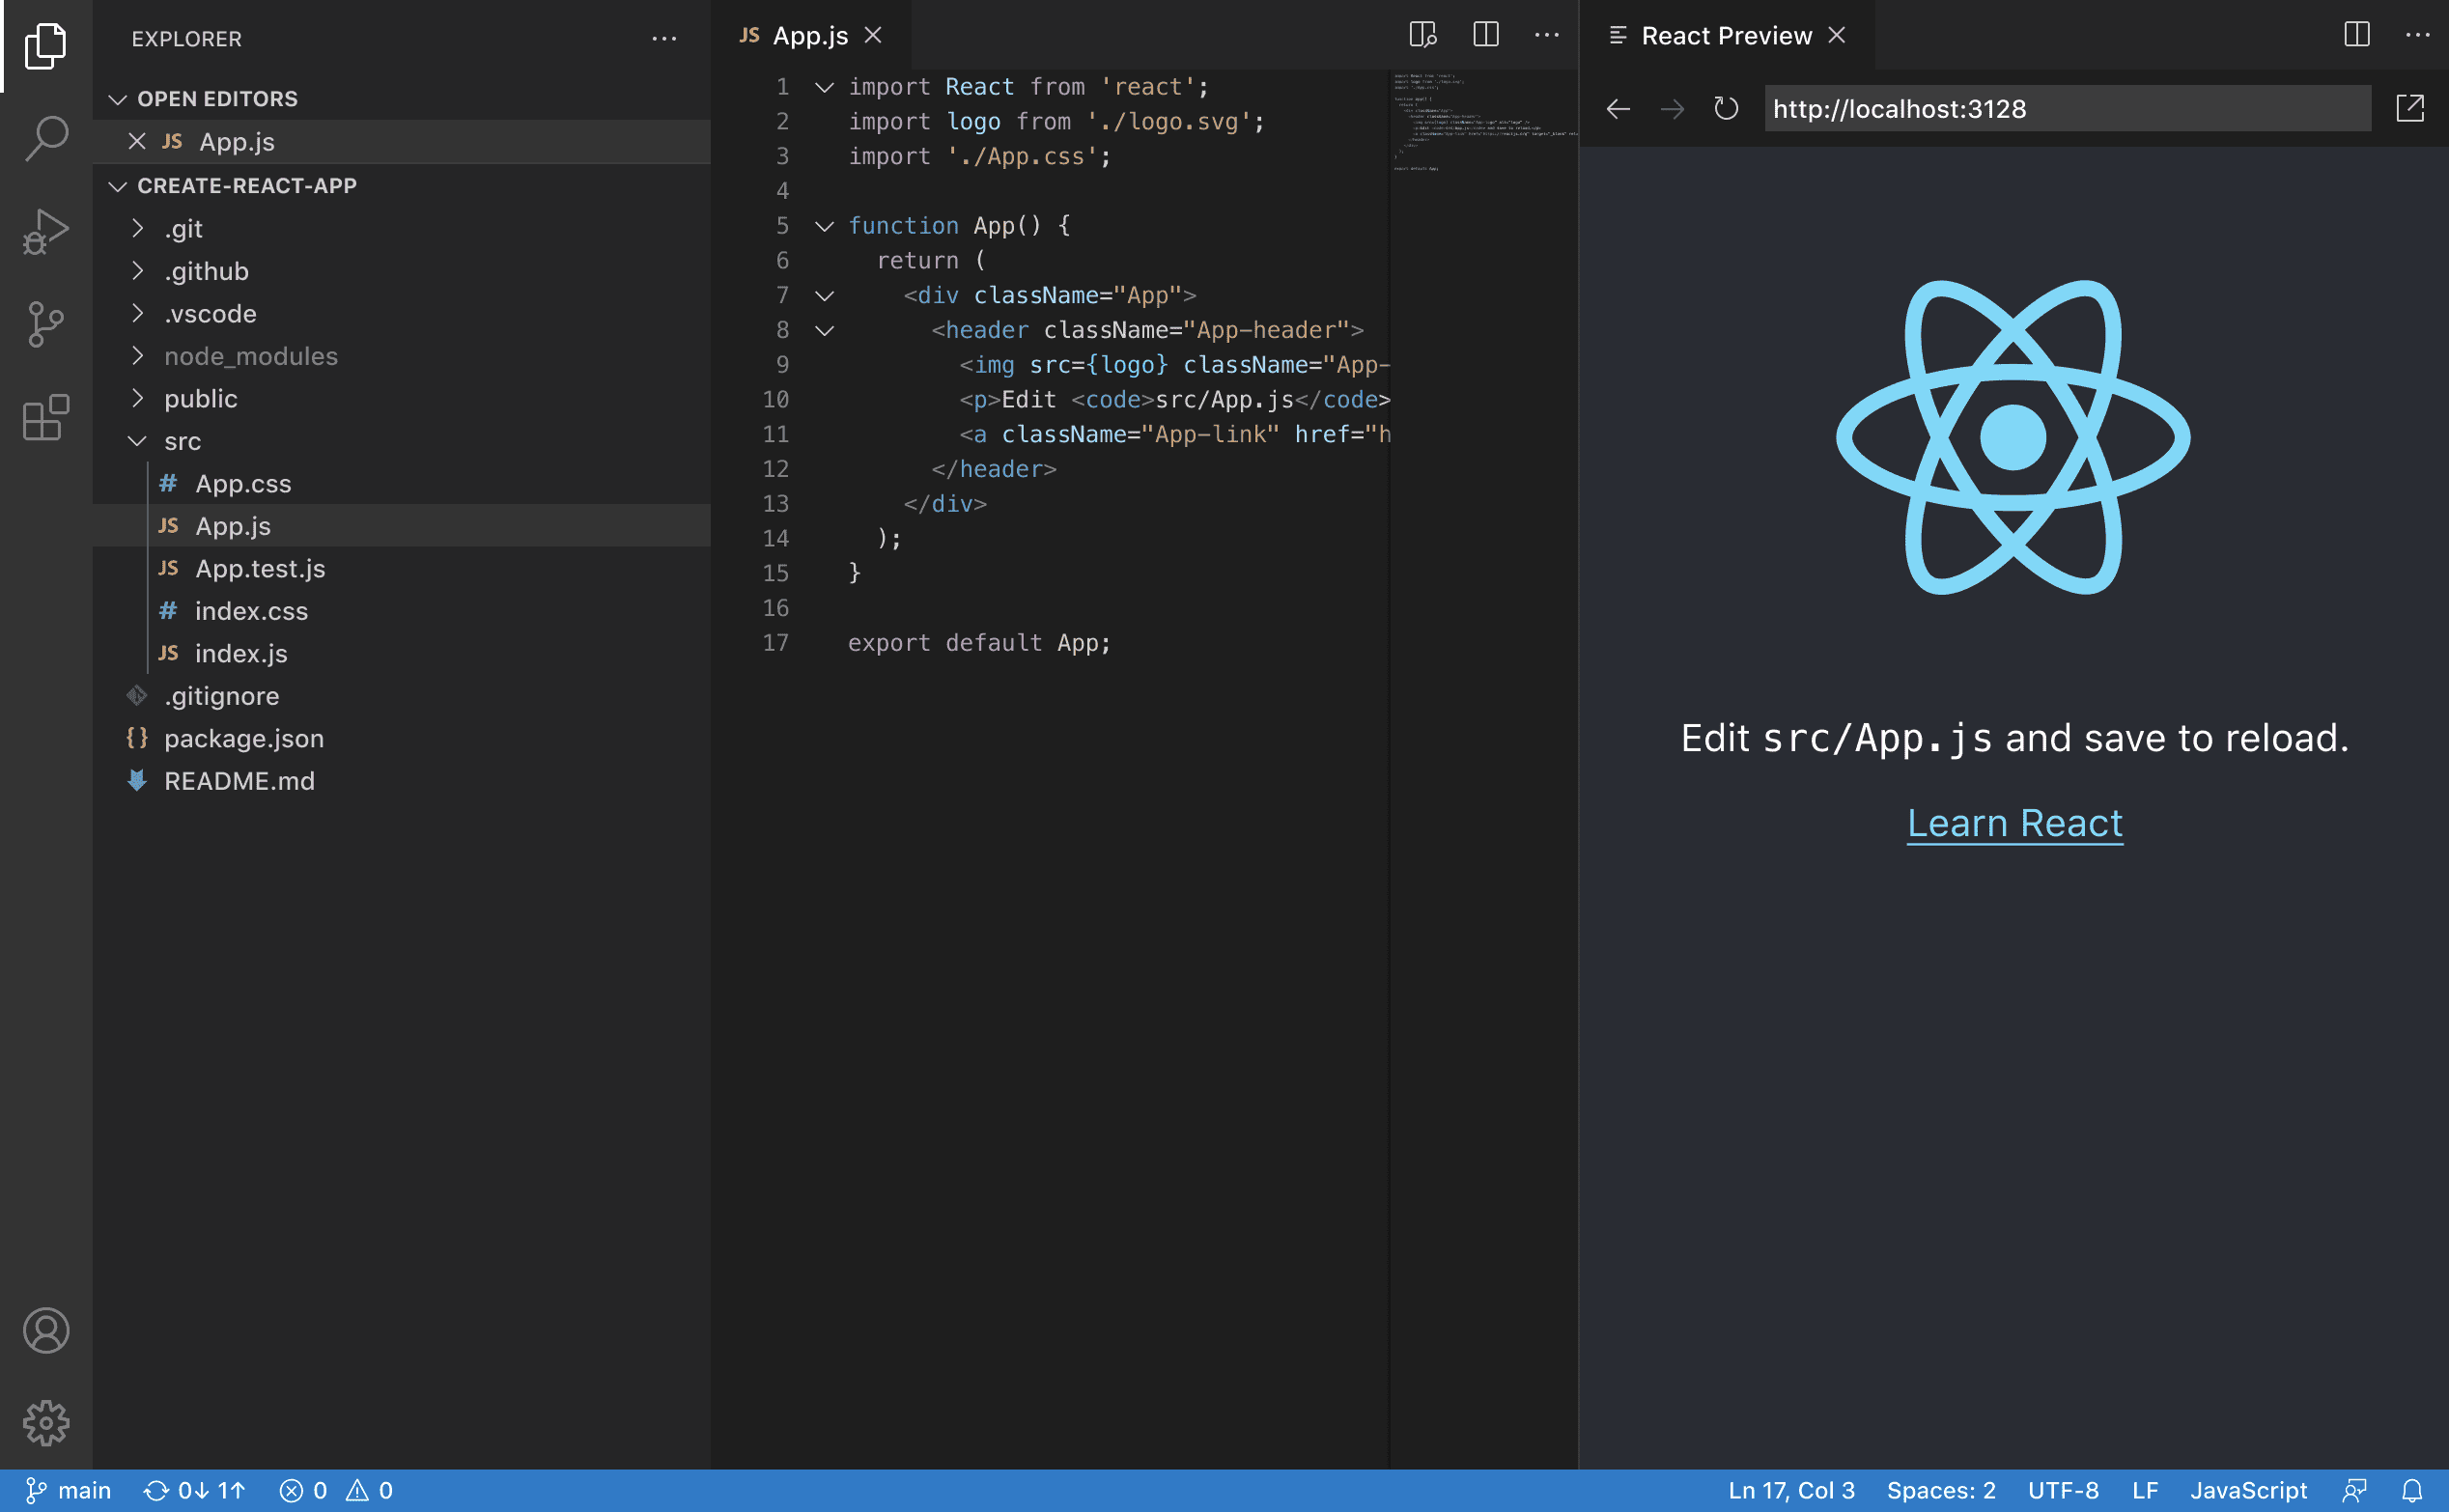 EXPLORER
OPEN EDITORS
JS App.js
CREATE-REACT-APP
.git
.github
.vscode
node_modules
public
src
# App.css
JS App.js
JS App.test.js
# index.css
JS index.js
.gitignore
{} package.json
README.md
JS App.js
1 import React from 'react';
2 import logo from './logo.svg';
3 import './App.css';
4
5 function App() {
6 return (
7 <div className="App">
8 <header className="App-header">
9 <img src={logo} className="App-
10 <p>Edit <code>src/App.js</code>
11 <a className="App-link" href="h
12 </header>
13 </div>
14 );
15 }
16
17 export default App;
React Preview
http://localhost:3128
Edit src/App.js and save to reload.
Learn React
main 0↓ 1↑ 0 0 Ln 17, Col 3 Spaces: 2 UTF-8 LF JavaScript